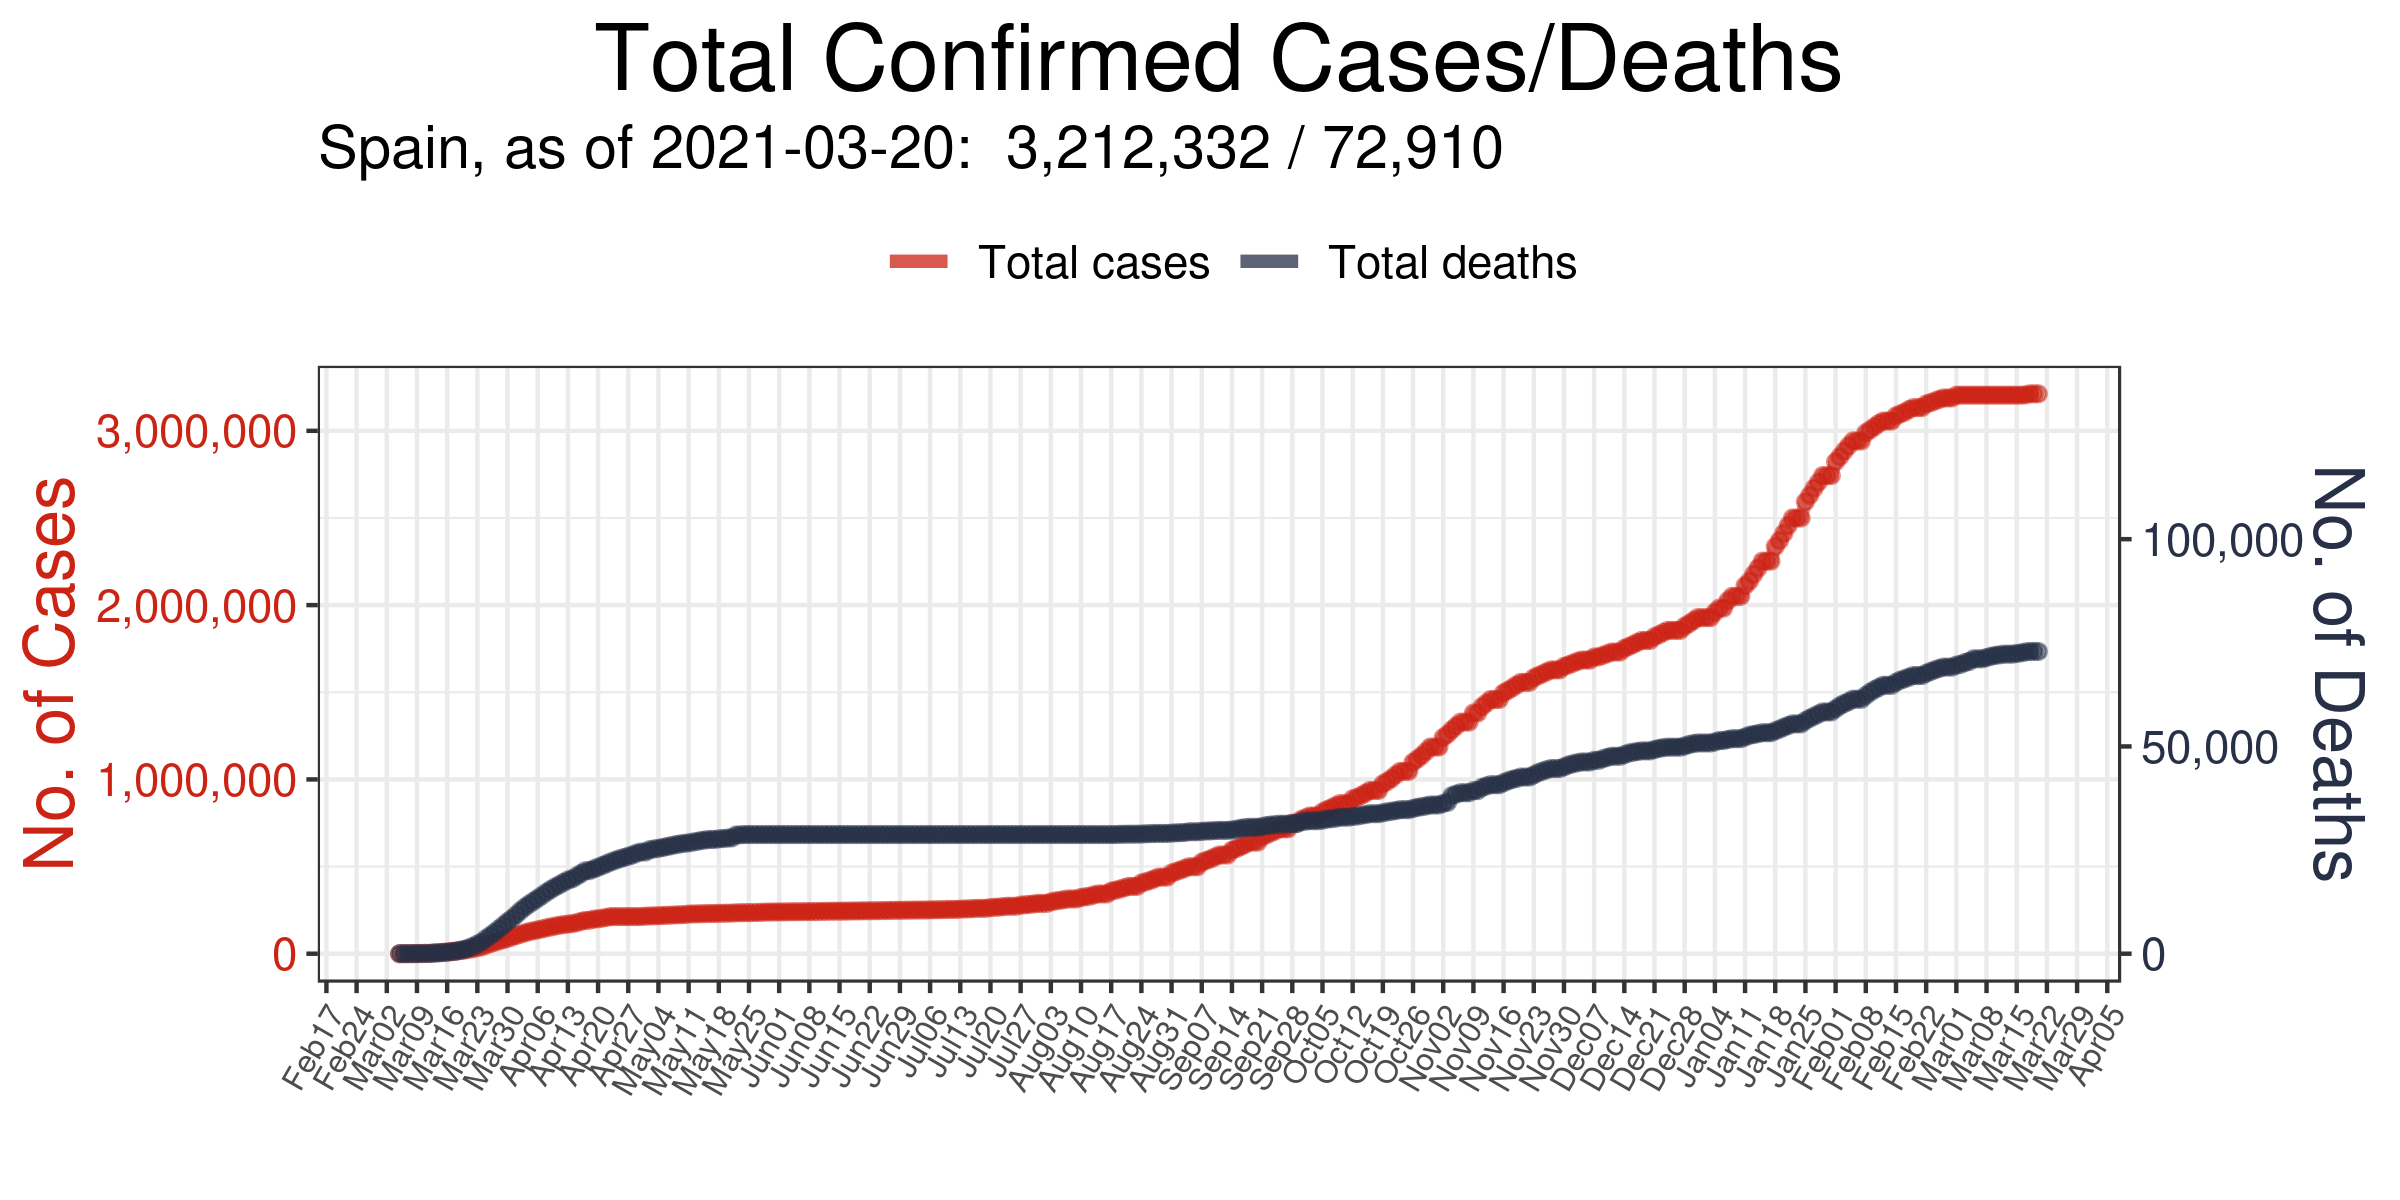 Total Confirmed Cases/Deaths
Spain, as of 2021-03-20:  3,212,332 / 72,910
Total cases
Total deaths
No. of Cases
3,000,000
2,000,000
1,000,000
0
100,000
50,000
0
No. of Deaths
Feb17
Feb24
Mar02
Mar09
Mar16
Mar23
Mar30
Apr06
Apr13
Apr20
Apr27
May04
May11
May18
May25
Jun01
Jun08
Jun15
Jun22
Jun29
Jul06
Jul13
Jul20
Jul27
Aug03
Aug10
Aug17
Aug24
Aug31
Sep07
Sep14
Sep21
Sep28
Oct05
Oct12
Oct19
Oct26
Nov02
Nov09
Nov16
Nov23
Nov30
Dec07
Dec14
Dec21
Dec28
Jan04
Jan11
Jan18
Jan25
Feb01
Feb08
Feb15
Feb22
Mar01
Mar08
Mar15
Mar22
Mar29
Apr05